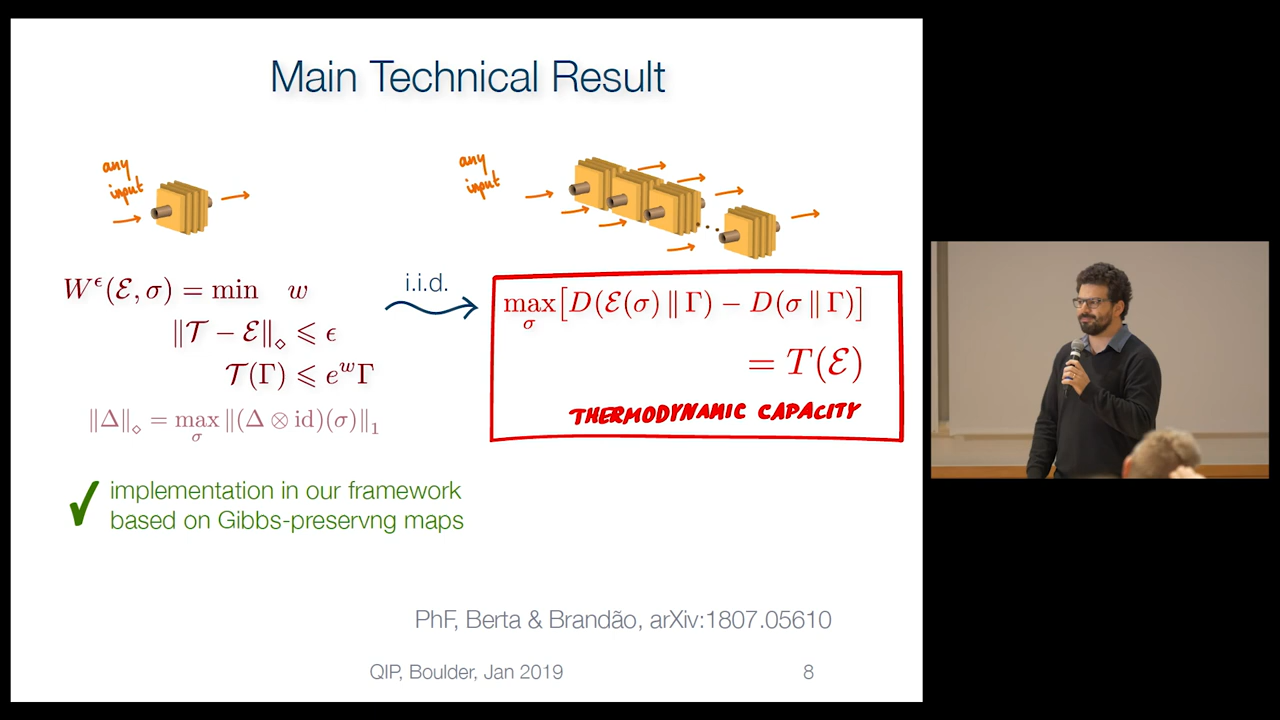 Main Technical Result
any
input
any
input
W^ϵ(ℰ, σ) = min w
‖𝒯 − ℰ‖_⋄ ⩽ ϵ
𝒯(Γ) ⩽ e^w Γ
‖Δ‖_⋄ = max_σ ‖(Δ ⊗ id)(σ)‖_1
i.i.d.
max_σ [D(ℰ(σ) ‖ Γ) − D(σ ‖ Γ)]
= T(ℰ)
THERMODYNAMIC CAPACITY
✓ implementation in our framework
based on Gibbs-preservng maps
PhF, Berta & Brandão, arXiv:1807.05610
QIP, Boulder, Jan 2019
8